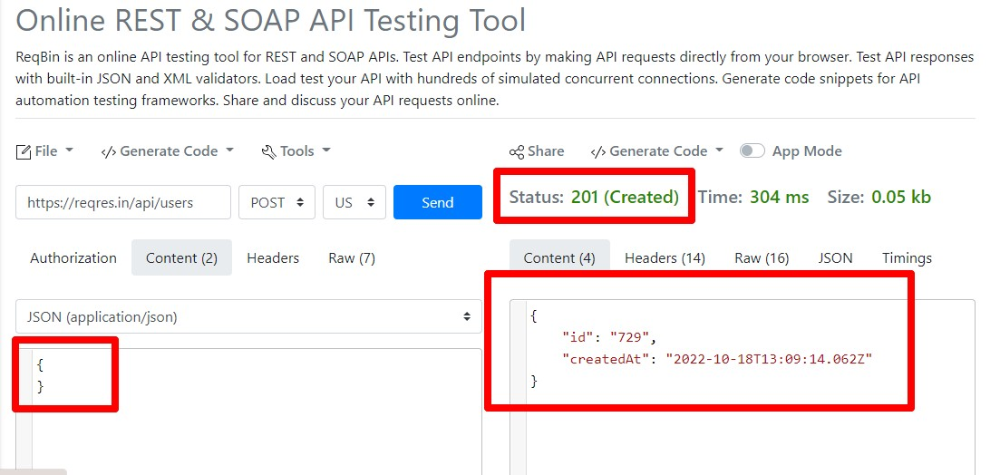 Online REST & SOAP API Testing Tool
ReqBin is an online API testing tool for REST and SOAP APIs. Test API endpoints by making API requests directly from your browser. Test API responses
with built-in JSON and XML validators. Load test your API with hundreds of simulated concurrent connections. Generate code snippets for API
automation testing frameworks. Share and discuss your API requests online.
File </> Generate Code Tools Share </> Generate Code App Mode
https://reqres.in/api/users POST US Send Status: 201 (Created) Time: 304 ms Size: 0.05 kb
Authorization Content (2) Headers Raw (7) Content (4) Headers (14) Raw (16) JSON Timings
JSON (application/json)
{
}
{
"id": "729",
"createdAt": "2022-10-18T13:09:14.062Z"
}